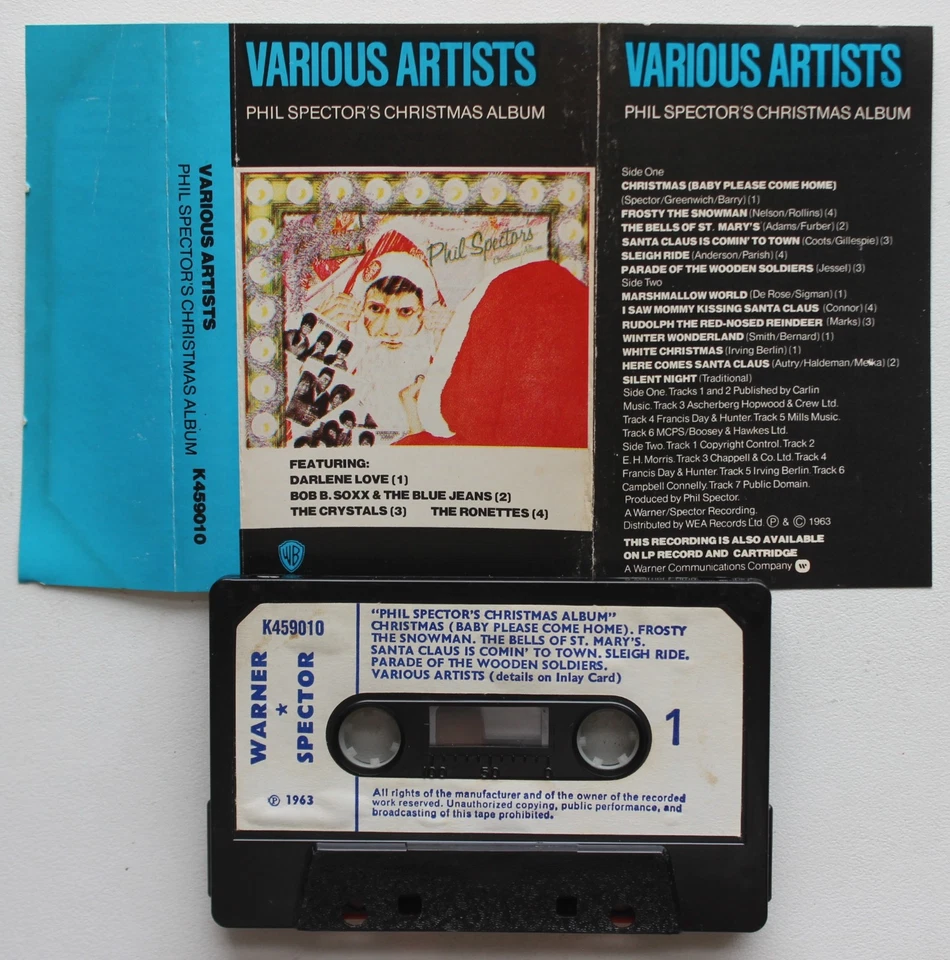 VARIOUS ARTISTS
PHIL SPECTOR'S CHRISTMAS ALBUM K459010
VARIOUS ARTISTS
PHIL SPECTOR'S CHRISTMAS ALBUM
Phil Spector's
Christmas Album
FEATURING:
DARLENE LOVE (1)
BOB B. SOXX & THE BLUE JEANS (2)
THE CRYSTALS (3) THE RONETTES (4)
WB
VARIOUS ARTISTS
PHIL SPECTOR'S CHRISTMAS ALBUM
Side One
CHRISTMAS (BABY PLEASE COME HOME)
(Spector/Greenwich/Barry) (1)
FROSTY THE SNOWMAN (Nelson/Rollins) (4)
THE BELLS OF ST. MARY'S (Adams/Furber) (2)
SANTA CLAUS IS COMIN' TO TOWN (Coots/Gillespie) (3)
SLEIGH RIDE (Anderson/Parish) (4)
PARADE OF THE WOODEN SOLDIERS (Jessel) (3)
Side Two
MARSHMALLOW WORLD (De Rose/Sigman) (1)
I SAW MOMMY KISSING SANTA CLAUS (Connor) (4)
RUDOLPH THE RED-NOSED REINDEER (Marks) (3)
WINTER WONDERLAND (Smith/Bernard) (1)
WHITE CHRISTMAS (Irving Berlin) (1)
HERE COMES SANTA CLAUS (Autry/Haldeman/Melka) (2)
SILENT NIGHT (Traditional)
Side One. Tracks 1 and 2 Published by Carlin
Music. Track 3 Ascherberg Hopwood & Crew Ltd.
Track 4 Francis Day & Hunter. Track 5 Mills Music.
Track 6 MCPS/Boosey & Hawkes Ltd.
Side Two. Track 1 Copyright Control. Track 2
E.H. Morris. Track 3 Chappell & Co. Ltd. Track 4
Francis Day & Hunter. Track 5 Irving Berlin. Track 6
Campbell Connelly. Track 7 Public Domain.
Produced by Phil Spector.
A Warner/Spector Recording.
Distributed by WEA Records Ltd. Ⓟ & © 1963
THIS RECORDING IS ALSO AVAILABLE
ON LP RECORD AND CARTRIDGE
A Warner Communications Company
K459010
WARNER
*
SPECTOR
Ⓟ 1963
"PHIL SPECTOR'S CHRISTMAS ALBUM"
CHRISTMAS (BABY PLEASE COME HOME). FROSTY
THE SNOWMAN. THE BELLS OF ST. MARY'S.
SANTA CLAUS IS COMIN' TO TOWN. SLEIGH RIDE.
PARADE OF THE WOODEN SOLDIERS.
VARIOUS ARTISTS (details on Inlay Card)
1
100 50 0
All rights of the manufacturer and of the owner of the recorded
work reserved. Unauthorized copying, public performance, and
broadcasting of this tape prohibited.